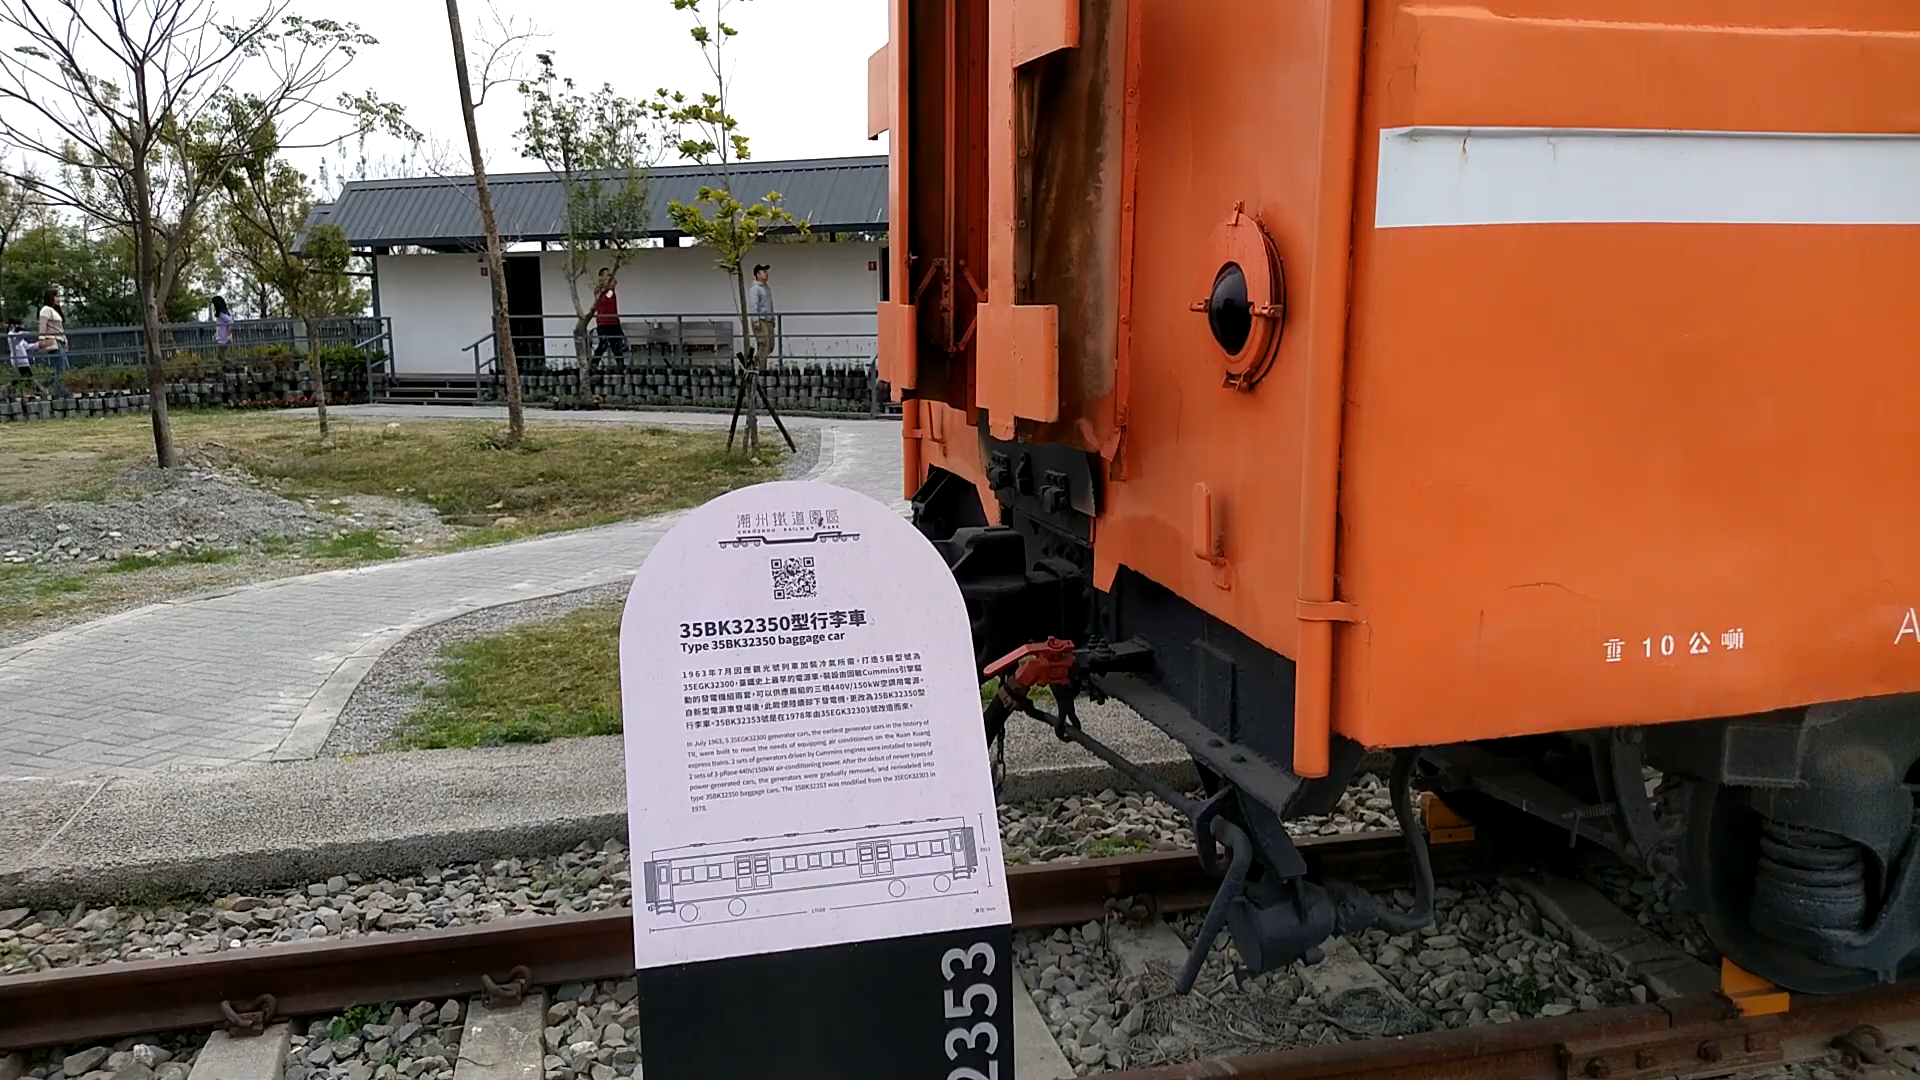 潮州鐵道園區
CHAOZHOU RAILWAY PARK
35BK32350型行李車
Type 35BK32350 baggage car
1963年7月因應觀光號列車加裝冷氣所需，打造5輛型號為
35EGK32300，臺鐵史上最早的電源車。裝設由回敏Cummins引擎驅
動的發電機組兩套，可以供應兩組的三相440V/150kW空調用電源。
自新型電源車登場後，此款便陸續卸下發電機，更改為35BK32350型
行李車。35BK32353號是在1978年由35EGK32303號改造而來。
In July 1963, 5 35EGK32300 generator cars, the earliest generator cars in the history of
TR, were built to meet the needs of equipping air conditioners on the Kuan Kuang
express trains. 2 sets of generators driven by Cummins engines were installed to supply
2 sets of 3-phase 440V/150kW air-conditioning power. After the debut of newer types of
power-generated cars, the generators were gradually removed, and remodeled into
type 35BK32350 baggage cars. The 35BK32353 was modified from the 35EGK32303 in
1978.
2353
重 10 公噸
A